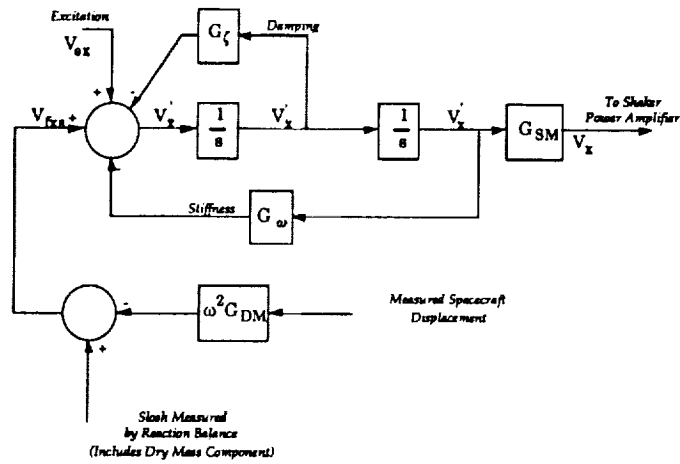 Excitation
V_ex
G_ζ
Damping
V_fxs
+
+
-
V_x'
1/s
V_x'
1/s
V_x'
G_SM
To Shaker
Power Amplifier
V_x
-
Stiffness
G_ω
-
ω²G_DM
Measured Spacecraft
Displacement
+
Slosh Measured
by Reaction Balance
(Includes Dry Mass Component)